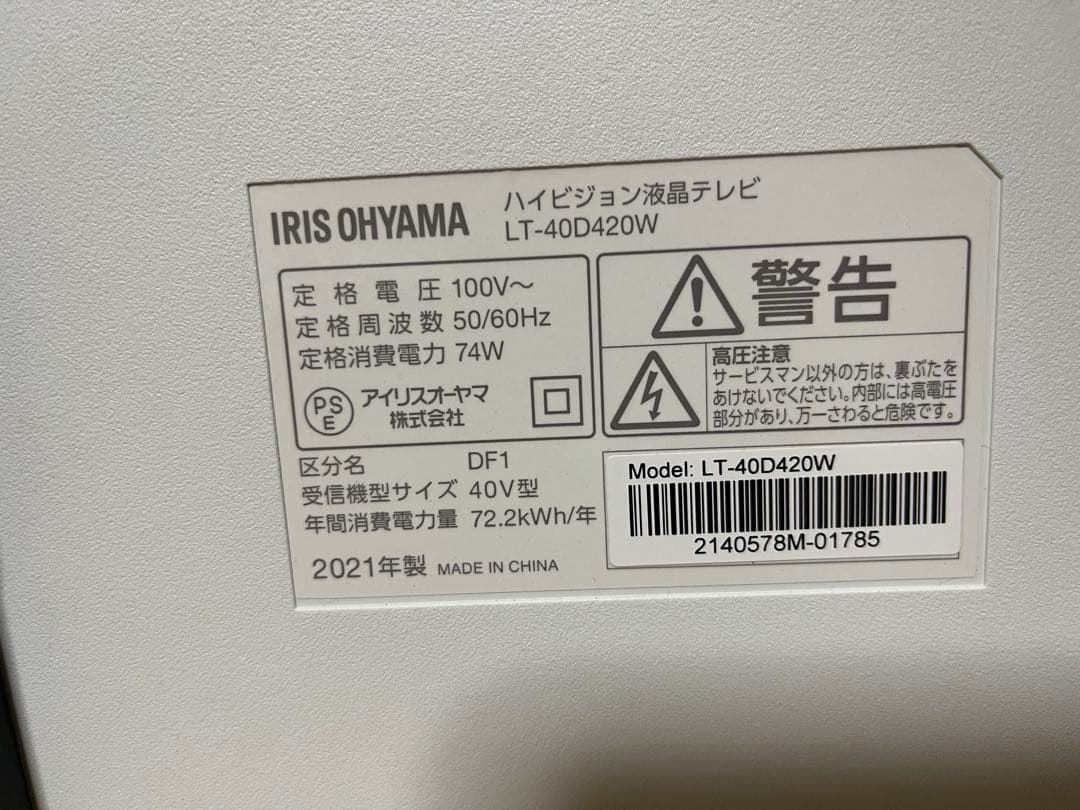 IRIS OHYAMA
ハイビジョン液晶テレビ
LT-40D420W
定格電圧 100V〜
定格周波数 50/60Hz
定格消費電力 74W
PS
E
アイリスオーヤマ
株式会社
警告
高圧注意
サービスマン以外の方は、裏ぶたを
あけないでください。内部には高電圧
部分があり、万一さわると危険です。
区分名 DF1
受信機型サイズ 40V型
年間消費電力量 72.2kWh/年
2021年製 MADE IN CHINA
Model: LT-40D420W
2140578M-01785